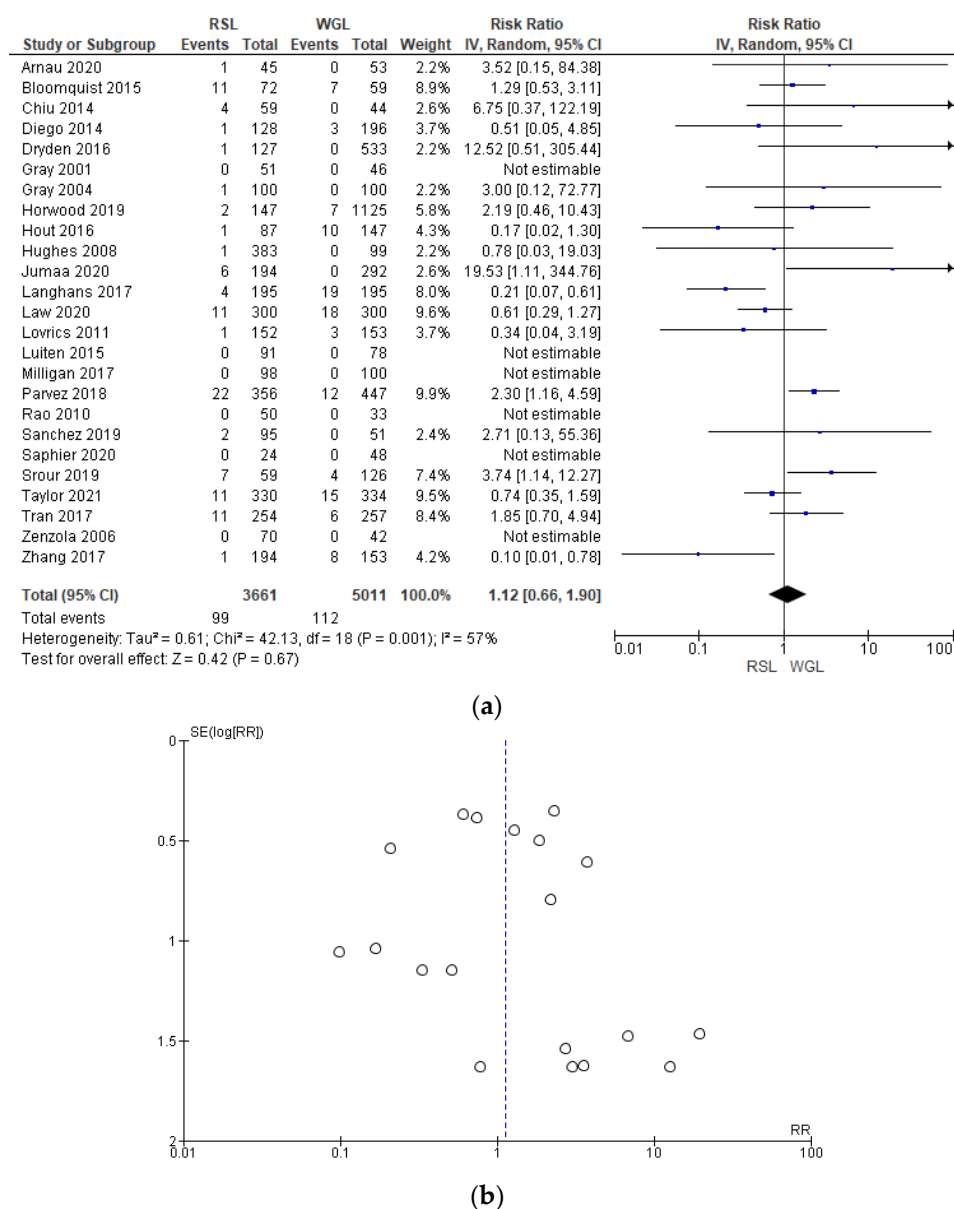 RSL WGL Risk Ratio Risk Ratio
Study or Subgroup Events Total Events Total Weight IV, Random, 95% CI IV, Random, 95% CI
Arnau 2020 1 45 0 53 2.2% 3.52 [0.15, 84.38]
Bloomquist 2015 11 72 7 59 8.9% 1.29 [0.53, 3.11]
Chiu 2014 4 59 0 44 2.6% 6.75 [0.37, 122.19]
Diego 2014 1 128 3 196 3.7% 0.51 [0.05, 4.85]
Dryden 2016 1 127 0 533 2.2% 12.52 [0.51, 305.44]
Gray 2001 0 51 0 46 Not estimable
Gray 2004 1 100 0 100 2.2% 3.00 [0.12, 72.77]
Horwood 2019 2 147 7 1125 5.8% 2.19 [0.46, 10.43]
Hout 2016 1 87 10 147 4.3% 0.17 [0.02, 1.30]
Hughes 2008 1 383 0 99 2.2% 0.78 [0.03, 19.03]
Jumaa 2020 6 194 0 292 2.6% 19.53 [1.11, 344.76]
Langhans 2017 4 195 19 195 8.0% 0.21 [0.07, 0.61]
Law 2020 11 300 18 300 9.6% 0.61 [0.29, 1.27]
Lovrics 2011 1 152 3 153 3.7% 0.34 [0.04, 3.19]
Luiten 2015 0 91 0 78 Not estimable
Milligan 2017 0 98 0 100 Not estimable
Parvez 2018 22 356 12 447 9.9% 2.30 [1.16, 4.59]
Rao 2010 0 50 0 33 Not estimable
Sanchez 2019 2 95 0 51 2.4% 2.71 [0.13, 55.36]
Saphier 2020 0 24 0 48 Not estimable
Srour 2019 7 59 4 126 7.4% 3.74 [1.14, 12.27]
Taylor 2021 11 330 15 334 9.5% 0.74 [0.35, 1.59]
Tran 2017 11 254 6 257 8.4% 1.85 [0.70, 4.94]
Zenzola 2006 0 70 0 42 Not estimable
Zhang 2017 1 194 8 153 4.2% 0.10 [0.01, 0.78]
Total (95% CI) 3661 5011 100.0% 1.12 [0.66, 1.90]
Total events 99 112
Heterogeneity: Tau² = 0.61; Chi² = 42.13, df = 18 (P = 0.001); I² = 57%
Test for overall effect: Z = 0.42 (P = 0.67)
0.01 0.1 1 10 100
RSL WGL
(a)
SE(log[RR])
0
0.5
1
1.5
2
RR
0.01 0.1 1 10 100
(b)